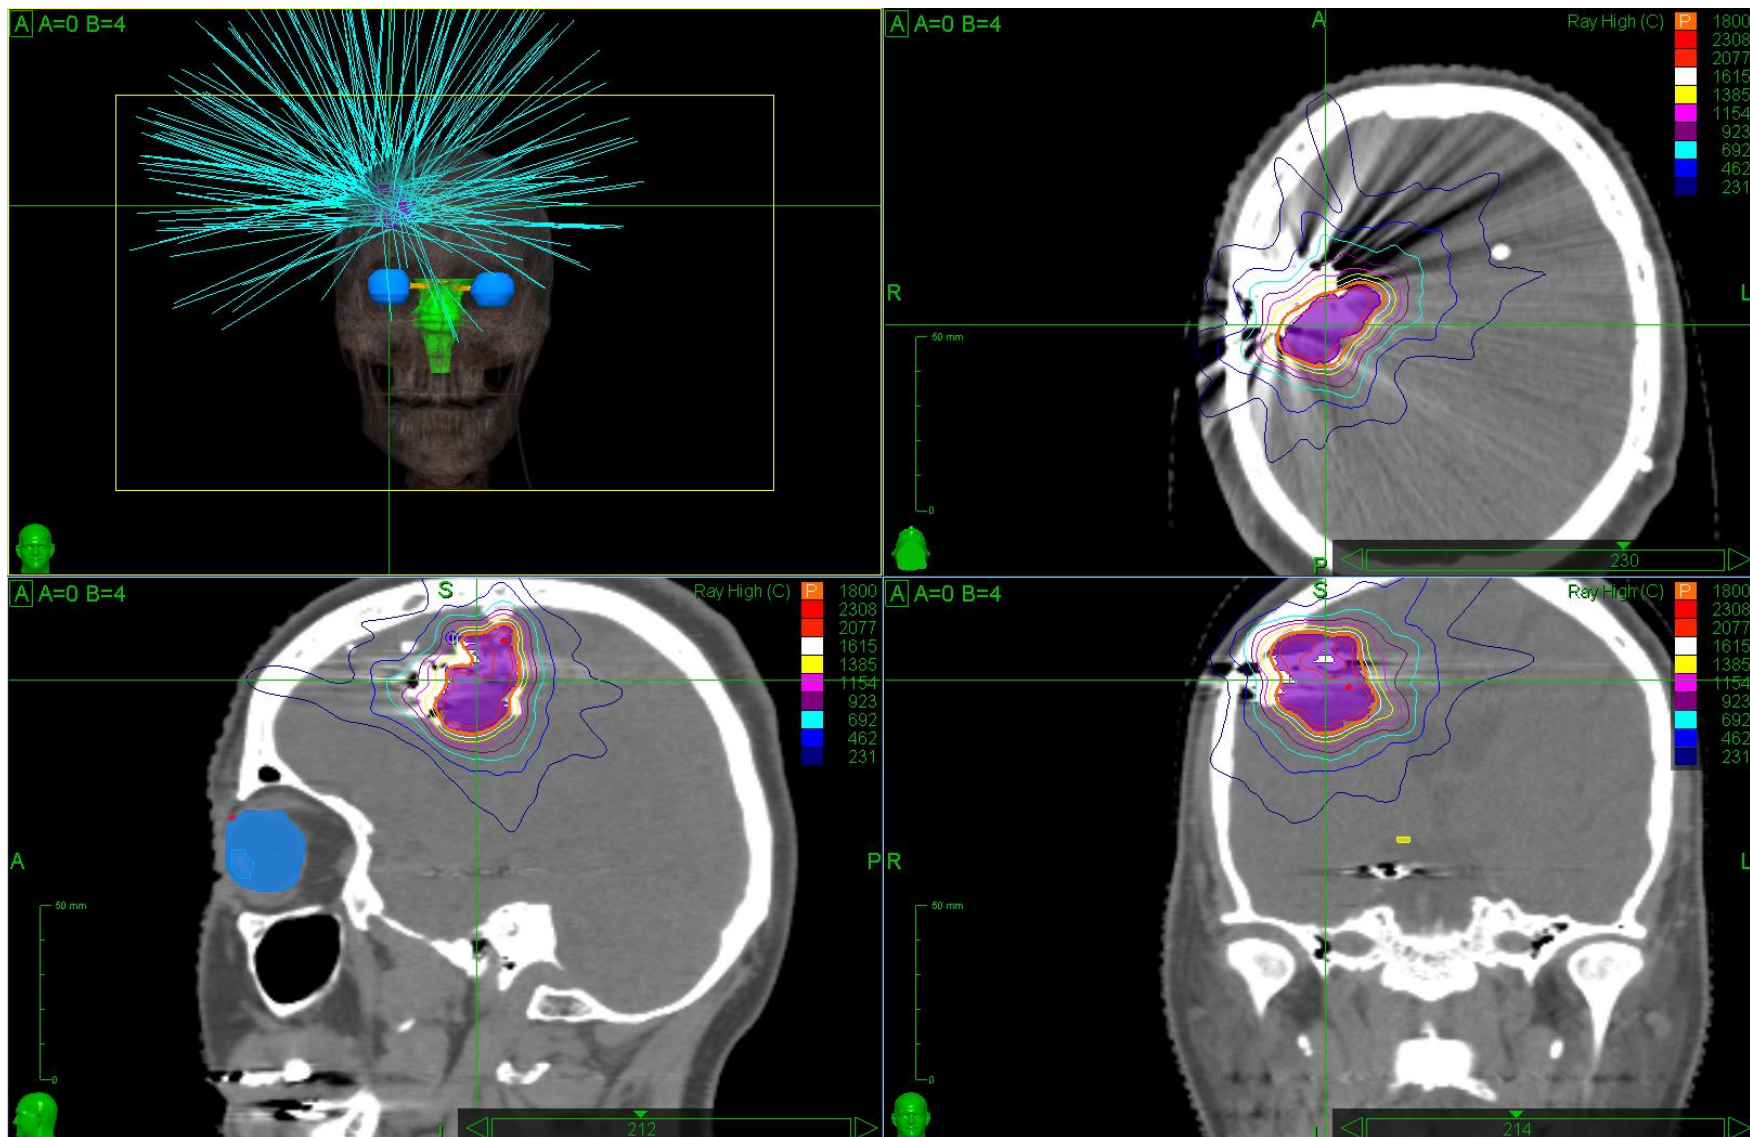 A A=0 B=4
A A=0 B=4
A
Ray High (C)
P 1800
2308
2077
1615
1385
1154
923
692
462
231
R
L
50 mm
0
P
230
A A=0 B=4
S
Ray High (C)
P 1800
2308
2077
1615
1385
1154
923
692
462
231
A
P
50 mm
0
I
212
A A=0 B=4
S
Ray High (C)
P 1800
2308
2077
1615
1385
1154
923
692
462
231
R
L
50 mm
0
I
214